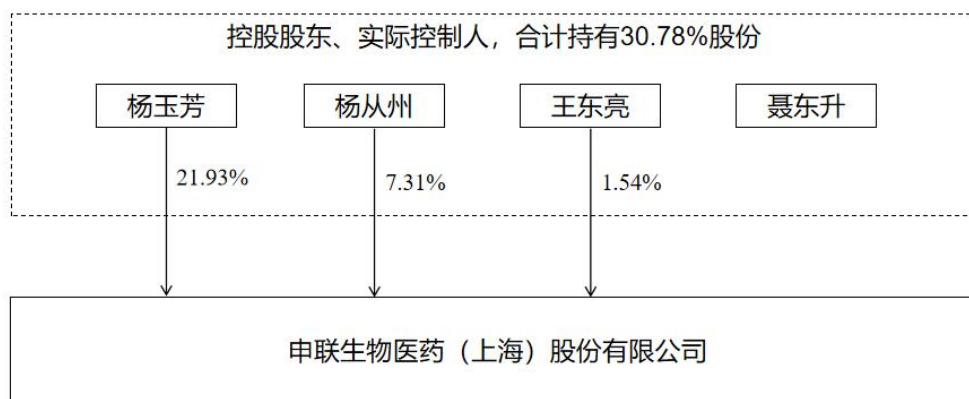 控股股东、实际控制人，合计持有30.78%股份
杨玉芳
杨从州
王东亮
聂东升
21.93%
7.31%
1.54%
申联生物医药（上海）股份有限公司